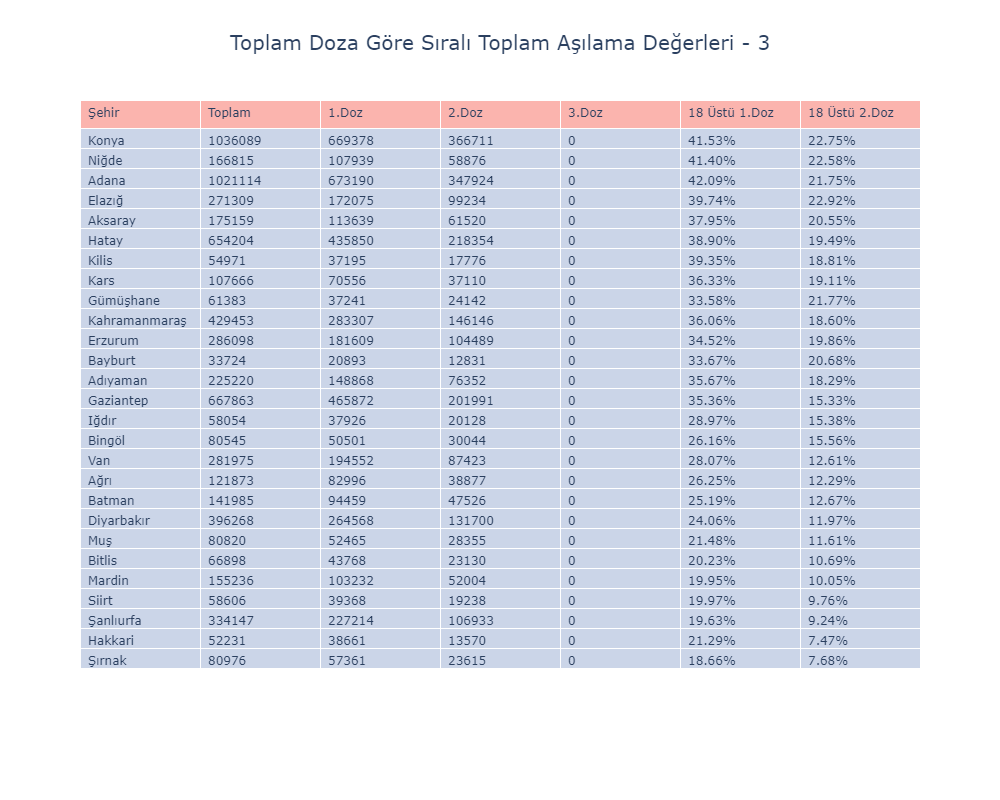 Toplam Doza Göre Sıralı Toplam Aşılama Değerleri - 3
Şehir Toplam 1.Doz 2.Doz 3.Doz 18 Üstü 1.Doz 18 Üstü 2.Doz
Konya 1036089 669378 366711 0 41.53% 22.75%
Niğde 166815 107939 58876 0 41.40% 22.58%
Adana 1021114 673190 347924 0 42.09% 21.75%
Elazığ 271309 172075 99234 0 39.74% 22.92%
Aksaray 175159 113639 61520 0 37.95% 20.55%
Hatay 654204 435850 218354 0 38.90% 19.49%
Kilis 54971 37195 17776 0 39.35% 18.81%
Kars 107666 70556 37110 0 36.33% 19.11%
Gümüşhane 61383 37241 24142 0 33.58% 21.77%
Kahramanmaraş 429453 283307 146146 0 36.06% 18.60%
Erzurum 286098 181609 104489 0 34.52% 19.86%
Bayburt 33724 20893 12831 0 33.67% 20.68%
Adıyaman 225220 148868 76352 0 35.67% 18.29%
Gaziantep 667863 465872 201991 0 35.36% 15.33%
Iğdır 58054 37926 20128 0 28.97% 15.38%
Bingöl 80545 50501 30044 0 26.16% 15.56%
Van 281975 194552 87423 0 28.07% 12.61%
Ağrı 121873 82996 38877 0 26.25% 12.29%
Batman 141985 94459 47526 0 25.19% 12.67%
Diyarbakır 396268 264568 131700 0 24.06% 11.97%
Muş 80820 52465 28355 0 21.48% 11.61%
Bitlis 66898 43768 23130 0 20.23% 10.69%
Mardin 155236 103232 52004 0 19.95% 10.05%
Siirt 58606 39368 19238 0 19.97% 9.76%
Şanlıurfa 334147 227214 106933 0 19.63% 9.24%
Hakkari 52231 38661 13570 0 21.29% 7.47%
Şırnak 80976 57361 23615 0 18.66% 7.68%